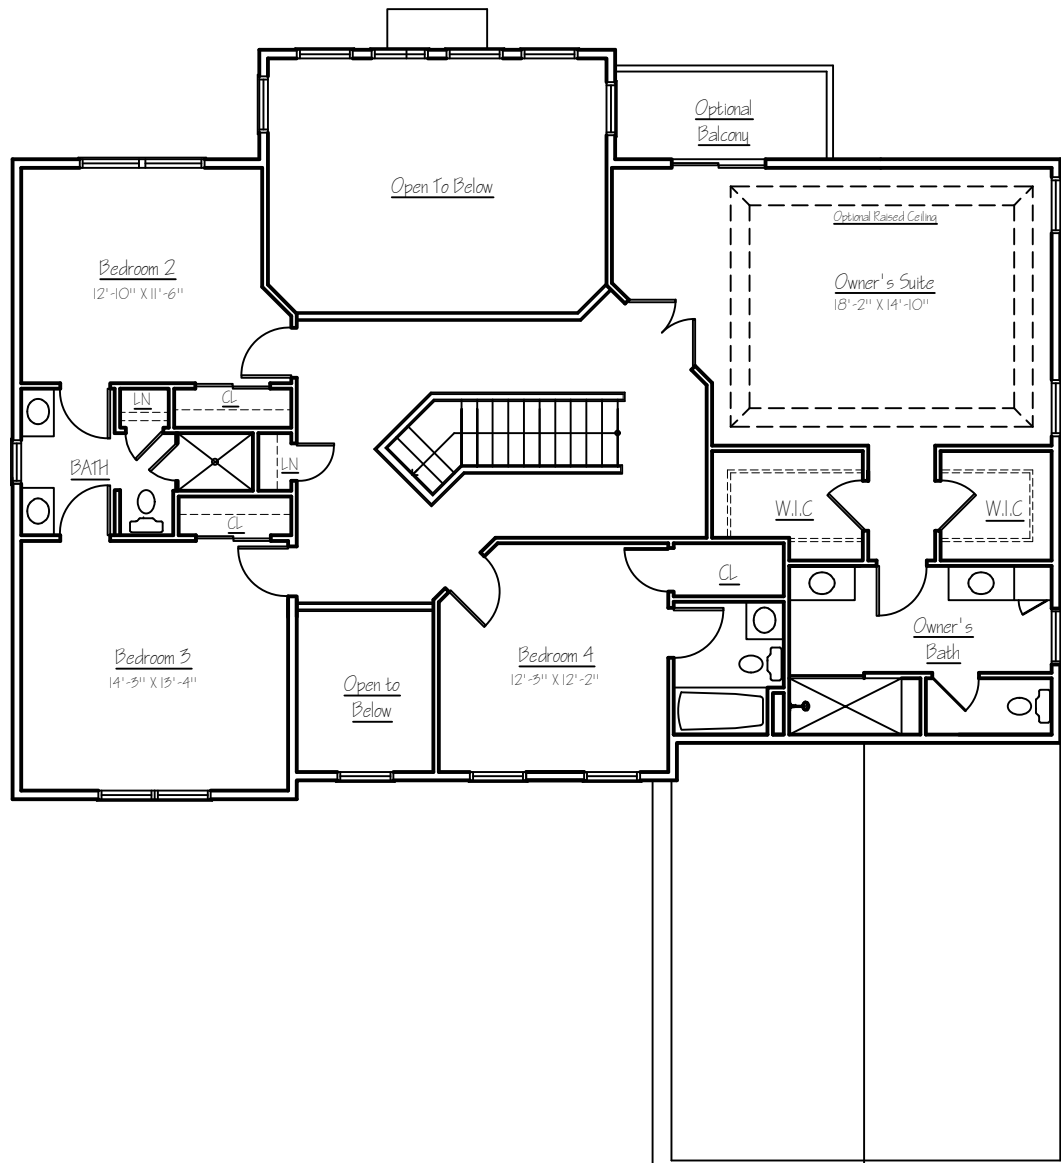 Optional
Balcony
Open To Below
Optional Raised Ceiling
Bedroom 2
12'-10" X 11'-6"
Owner's Suite
18'-2" X 14'-10"
LN
CL
BATH
LN
CL
W.I.C
W.I.C
CL
Owner's
Bath
Bedroom 3
14'-3" X 13'-4"
Open to
Below
Bedroom 4
12'-3" X 12'-2"